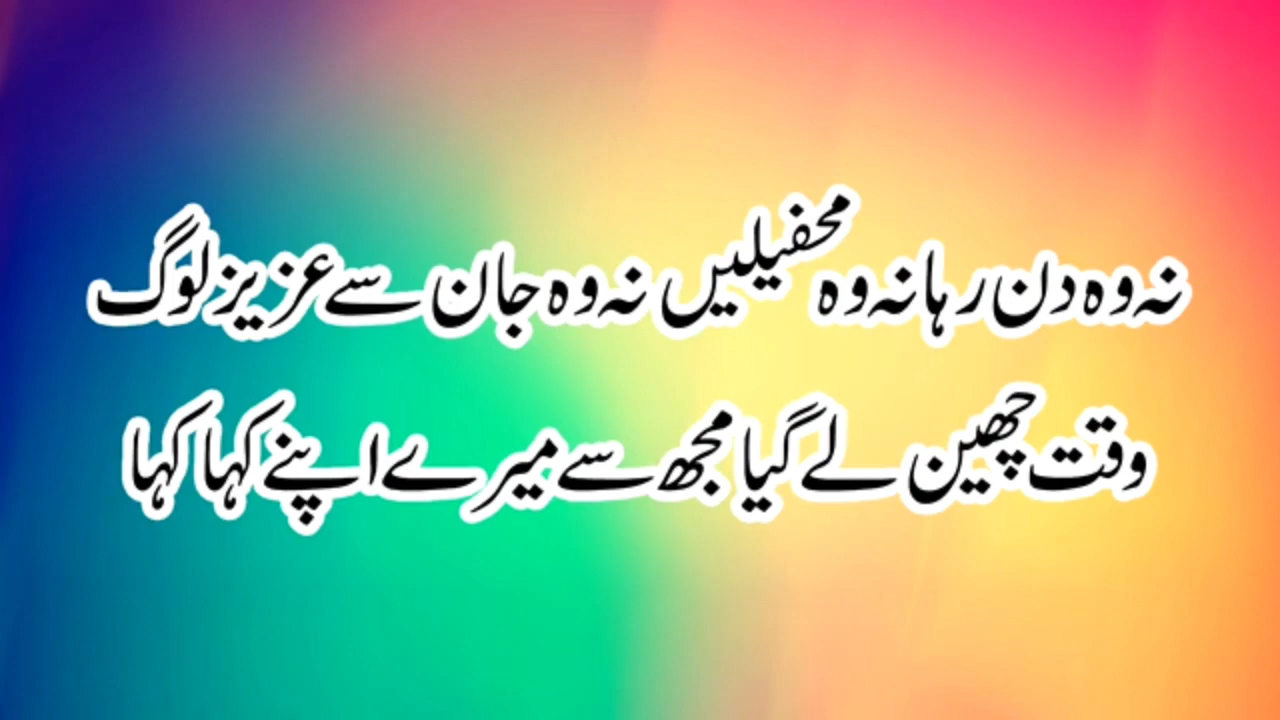 نہ وہ دن رہا نہ وہ محفیلیں نہ وہ جان سے عزیز لوگ
وقت چھین لے گیا مجھ سے میرے اپنے کہا کہا